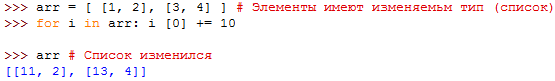 >>> arr = [ [1, 2], [3, 4] ] # Элементы имеют изменяемьм тип (список)
>>> for i in arr: i [0] += 10
>>> arr # Список изменился
[[11, 2], [13, 4]]